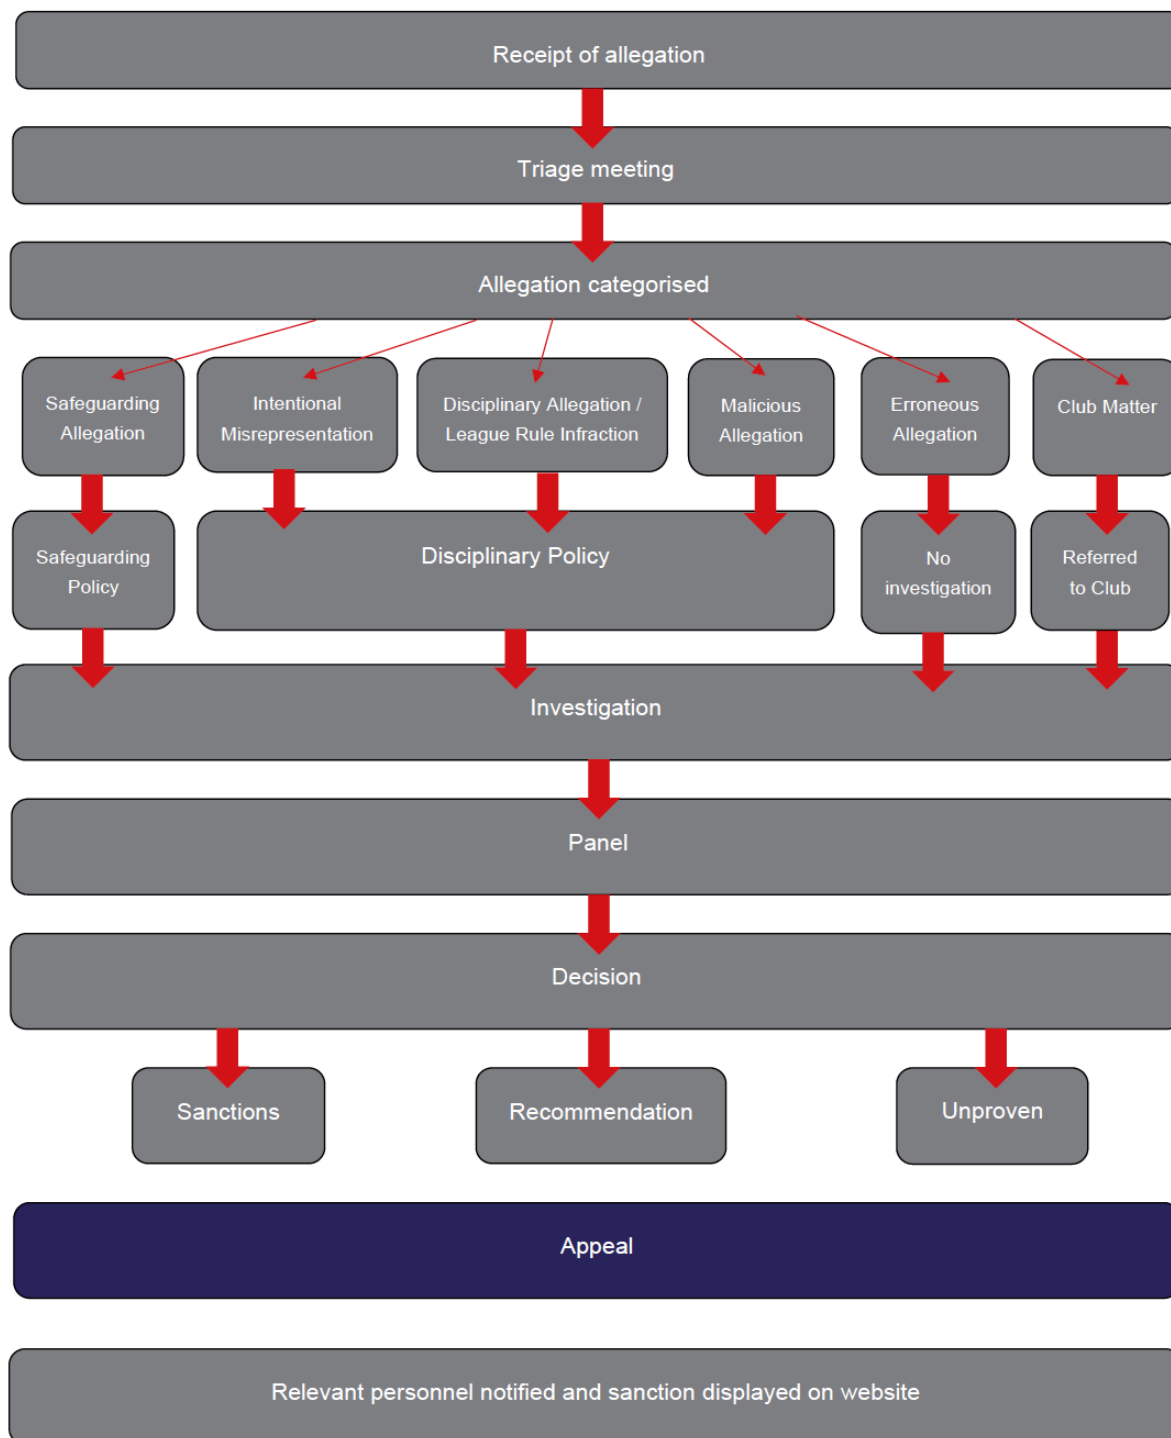 Receipt of allegation
Triage meeting
Allegation categorised
Safeguarding
Allegation
Intentional
Misrepresentation
Disciplinary Allegation /
League Rule Infraction
Malicious
Allegation
Erroneous
Allegation
Club Matter
Safeguarding
Policy
Disciplinary Policy
No
investigation
Referred
to Club
Investigation
Panel
Decision
Sanctions
Recommendation
Unproven
Appeal
Relevant personnel notified and sanction displayed on website